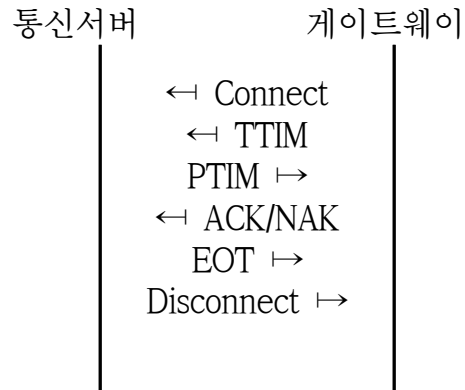 통신서버 게이트웨이
↤ Connect
↤ TTIM
PTIM ↦
↤ ACK/NAK
EOT ↦
Disconnect ↦